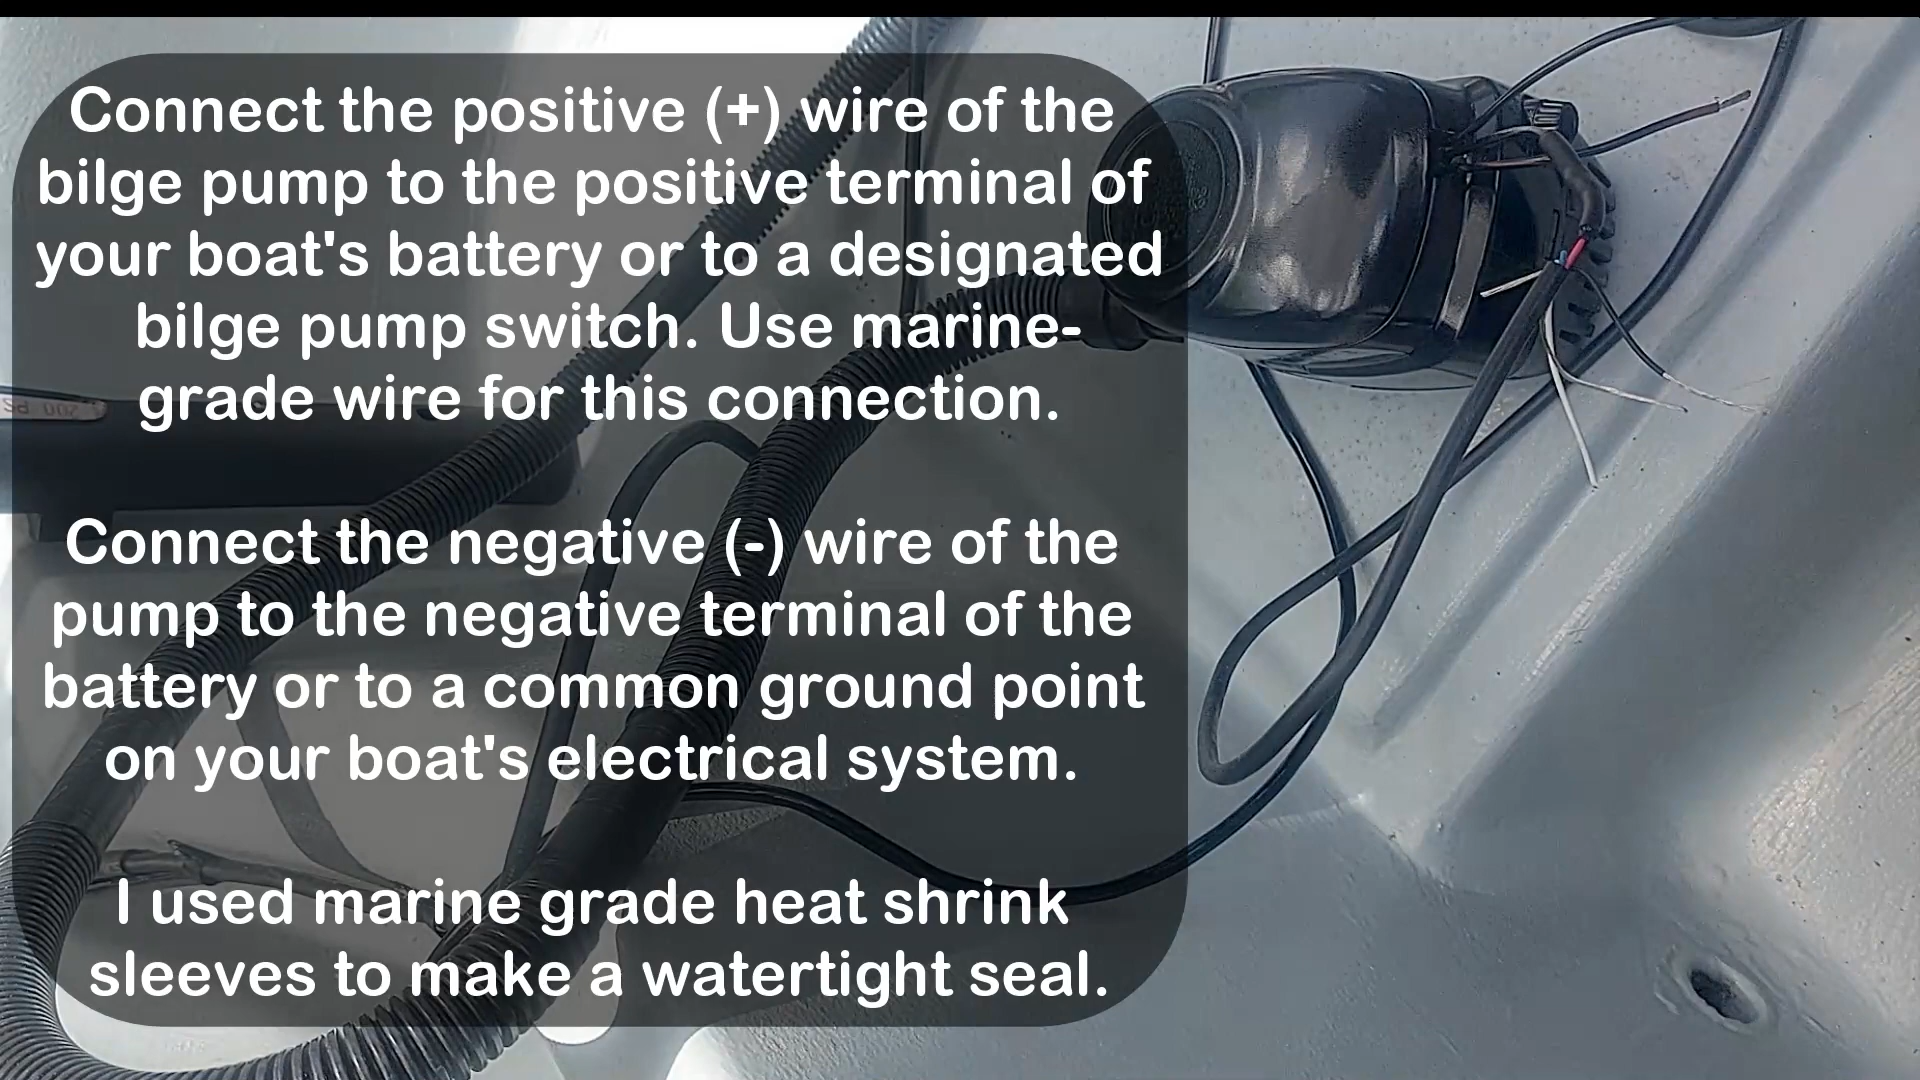 Connect the positive (+) wire of the
bilge pump to the positive terminal of
your boat's battery or to a designated
bilge pump switch. Use marine-
grade wire for this connection.
200 PS
Connect the negative (-) wire of the
pump to the negative terminal of the
battery or to a common ground point
on your boat's electrical system.
I used marine grade heat shrink
sleeves to make a watertight seal.